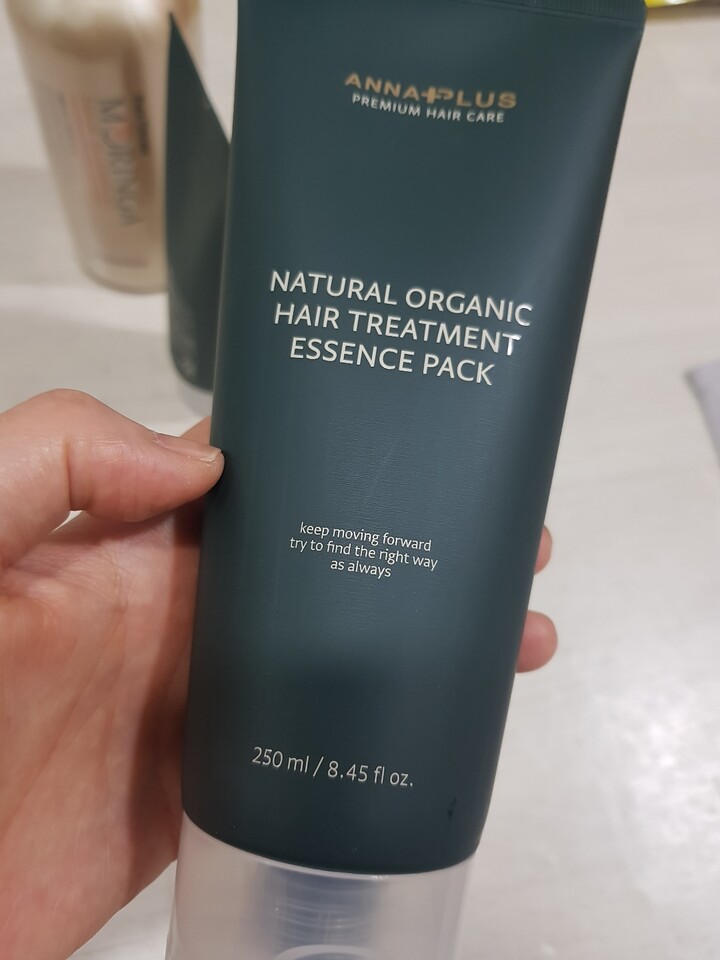 ANNA+PLUS
PREMIUM HAIR CARE
NATURAL ORGANIC
HAIR TREATMENT
ESSENCE PACK
keep moving forward
try to find the right way
as always
250 ml / 8.45 fl oz.
MORINGA